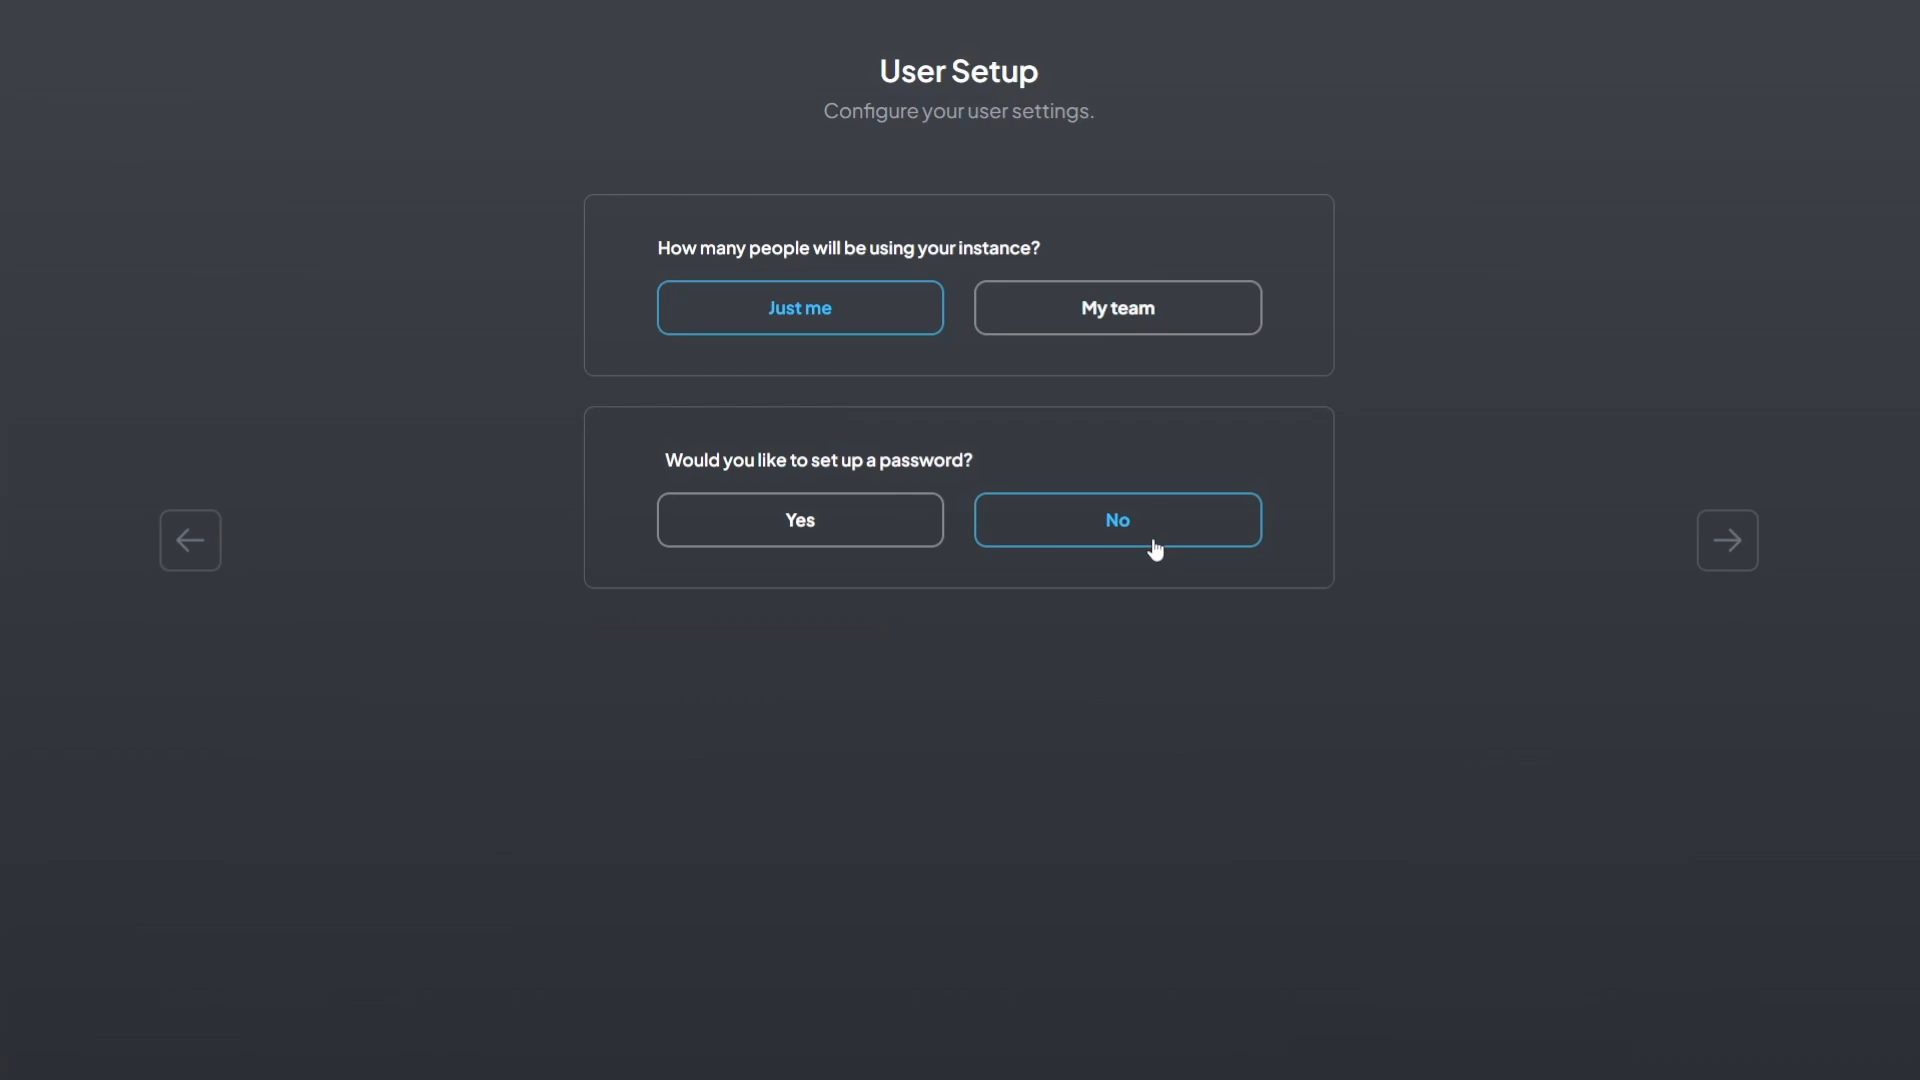 User Setup
Configure your user settings.
How many people will be using your instance?
Just me
My team
Would you like to set up a password?
Yes
No